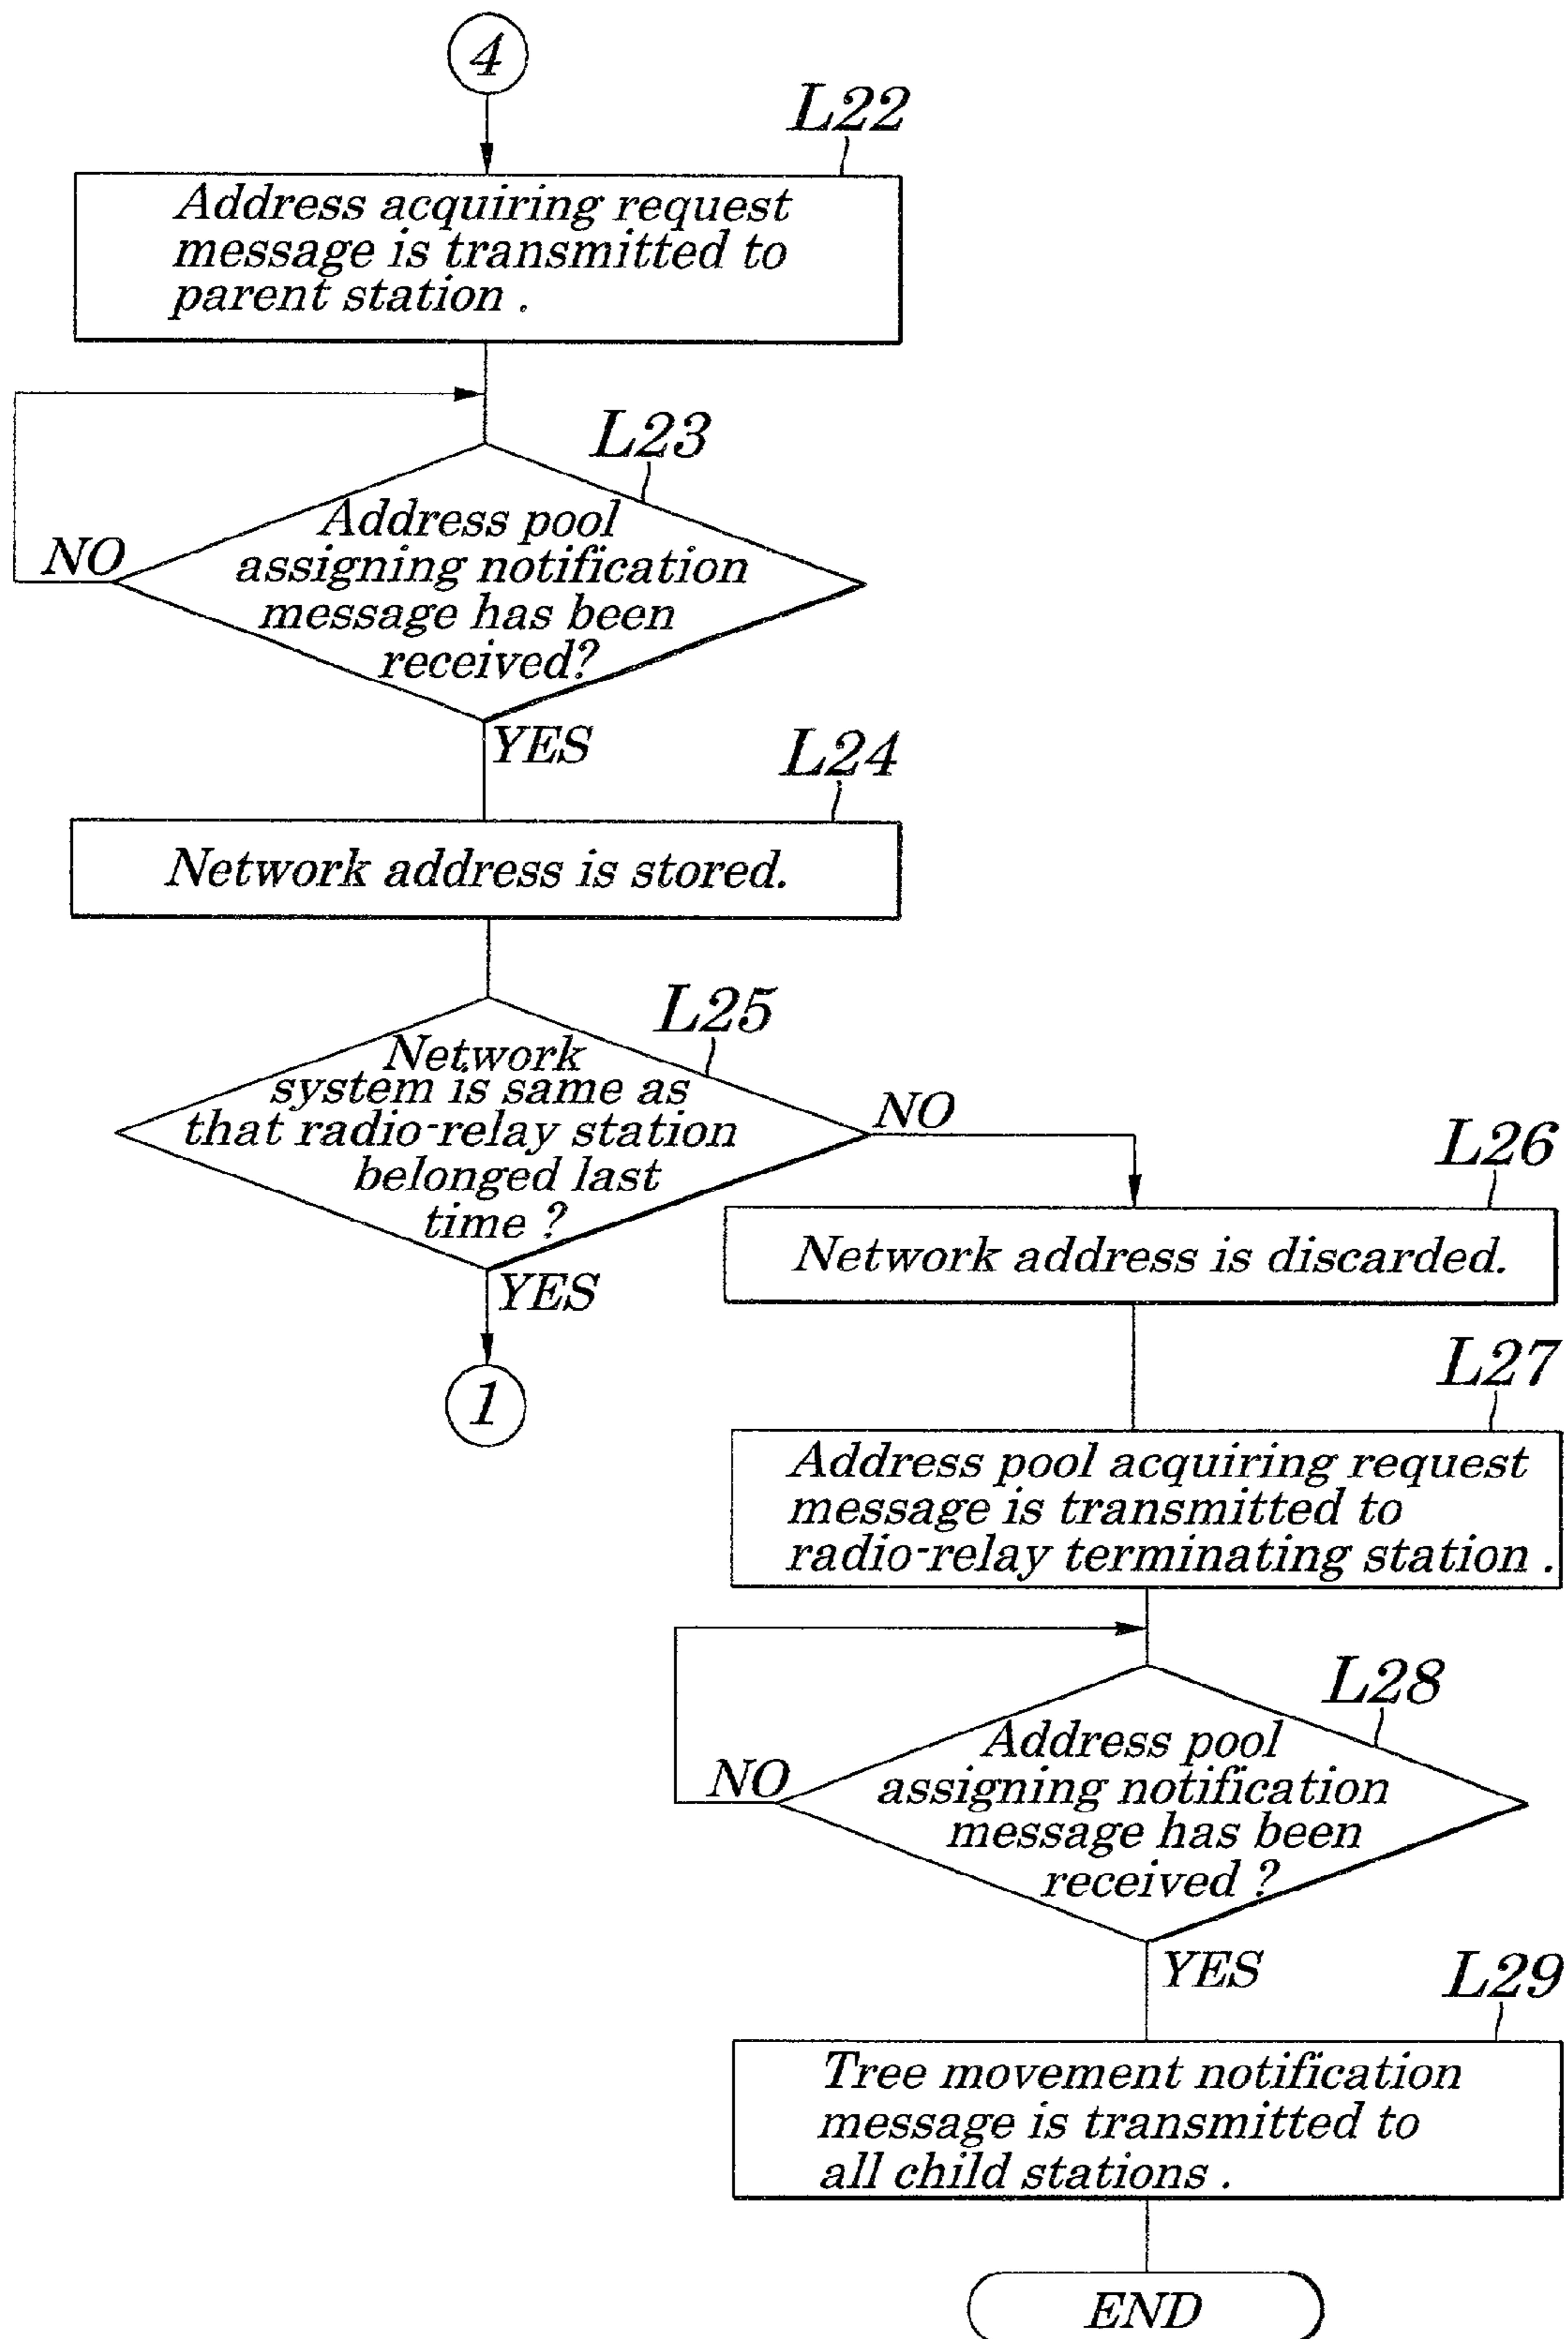 4
L22
Address acquiring request
message is transmitted to
parent station .
L23
Address pool
assigning notification
message has been
received?
NO
YES
L24
Network address is stored.
L25
Network
system is same as
that radio-relay station
belonged last
time ?
NO
YES
1
L26
Network address is discarded.
L27
Address pool acquiring request
message is transmitted to
radio-relay terminating station .
L28
Address pool
assigning notification
message has been
received ?
NO
YES
L29
Tree movement notification
message is transmitted to
all child stations .
END